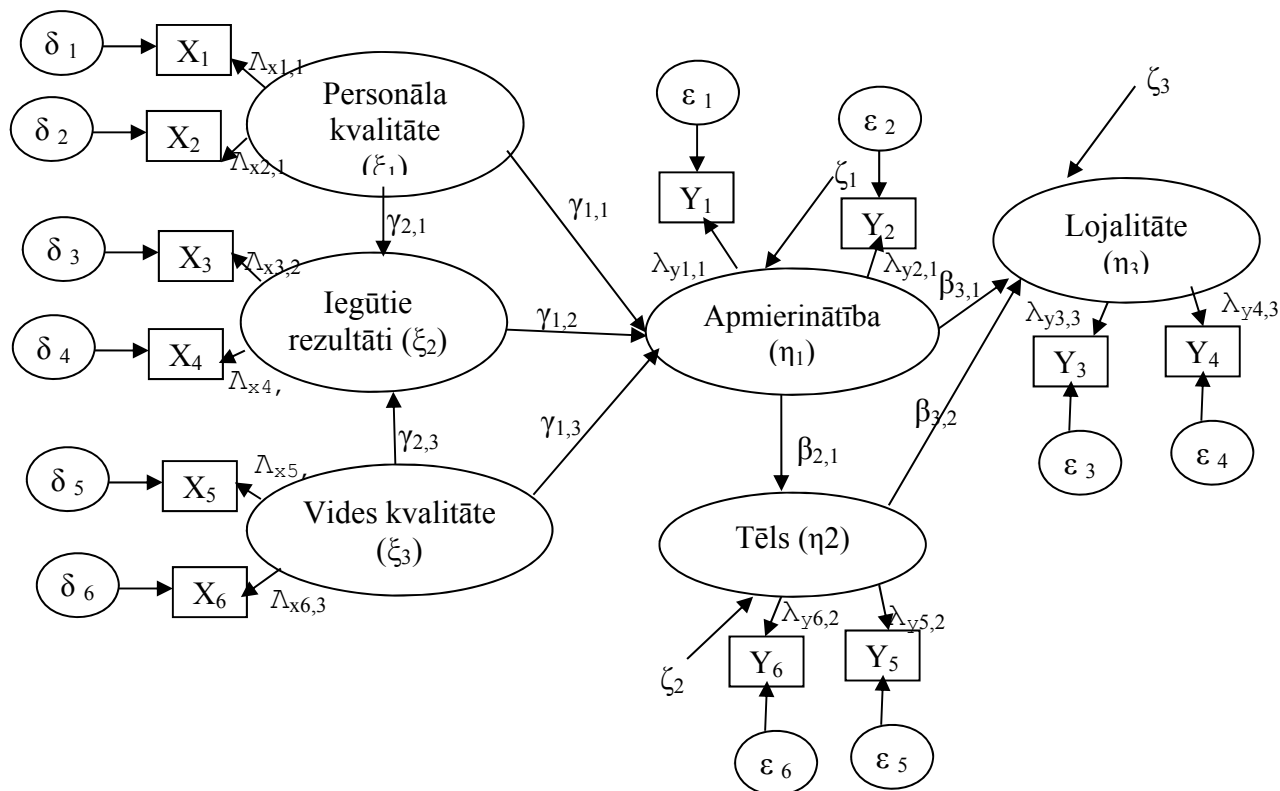 δ 1
X1
Λx1,1
δ 2
X2
Λx2,1
Personāla
kvalitāte
(ξ1)
γ2,1
γ1,1
δ 3
X3
Λx3,2
δ 4
X4
Λx4,
Iegūtie
rezultāti (ξ2)
γ1,2
γ2,3
γ1,3
δ 5
X5
Λx5,
δ 6
X6
Λx6,3
Vides kvalitāte
(ξ3)
ε 1
Y1
λy1,1
ζ1
ε 2
Y2
λy2,1
Apmierinātība
(η1)
β3,1
β2,1
β3,2
ζ3
Lojalitāte
(η3)
λy3,3
λy4,3
Y3
Y4
ε 3
ε 4
Tēls (η2)
ζ2
λy6,2
λy5,2
Y6
Y5
ε 6
ε 5